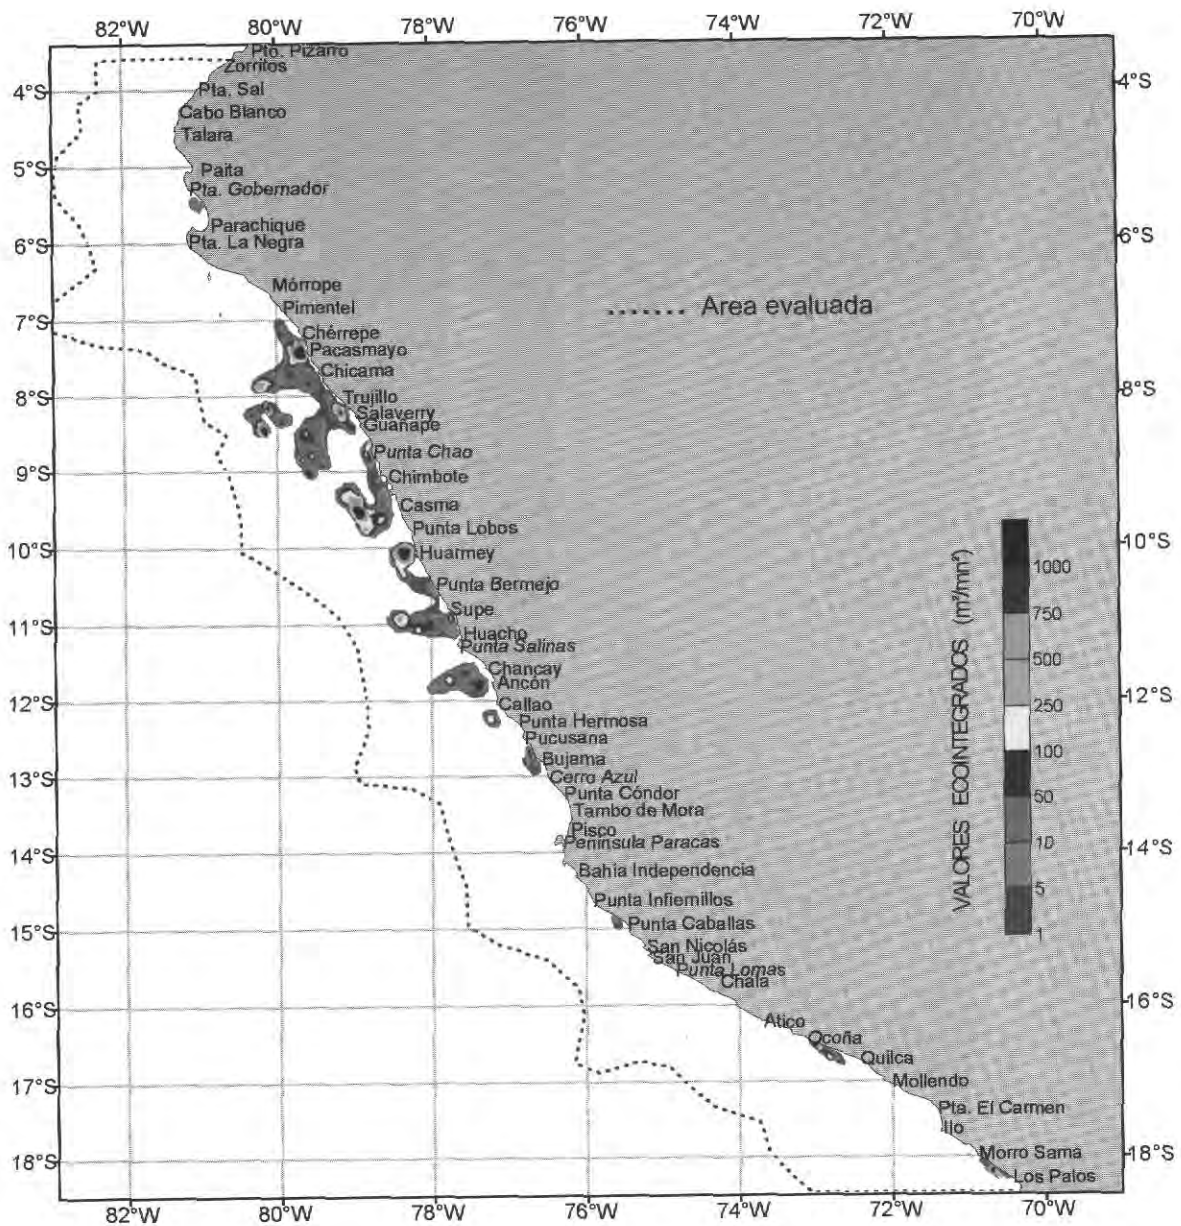 82°W 80°W 78°W 76°W 74°W 72°W 70°W
Pto. Pizarro
Zorritos
4°S Pta. Sal 4°S
Cabo Blanco
Talara
5°S Paita
Pta. Gobernador
Parachique
6°S Pta. La Negra 6°S
Mórrope
Pimentel
Area evaluada
7°S Chérrepe
Pacasmayo
Chicama
8°S Trujillo 8°S
Salaverry
Guañape
Punta Chao
9°S Chimbote
Casma
Punta Lobos
10°S Huarmey 10°S
Punta Bermejo
Supe
11°S Huacho
Punta Salinas
Chancay
Ancón
12°S Callao 12°S
Punta Hermosa
Pucusana
Bujama
13°S Cerro Azul
Punta Cóndor
Tambo de Mora
Pisco
14°S Península Paracas 14°S
Bahía Independencia
Punta Infiernillos
15°S Punta Caballas
San Nicolás
San Juan
Punta Lomas
Chala
16°S 16°S
Atico
Ocoña
Quilca
17°S Mollendo
Pta. El Carmen
Ilo
18°S Morro Sama 18°S
Los Palos
VALORES ECOINTEGRADOS (m²/mn²)
1000
750
500
250
100
50
10
5
1
82°W 80°W 78°W 76°W 74°W 72°W 70°W